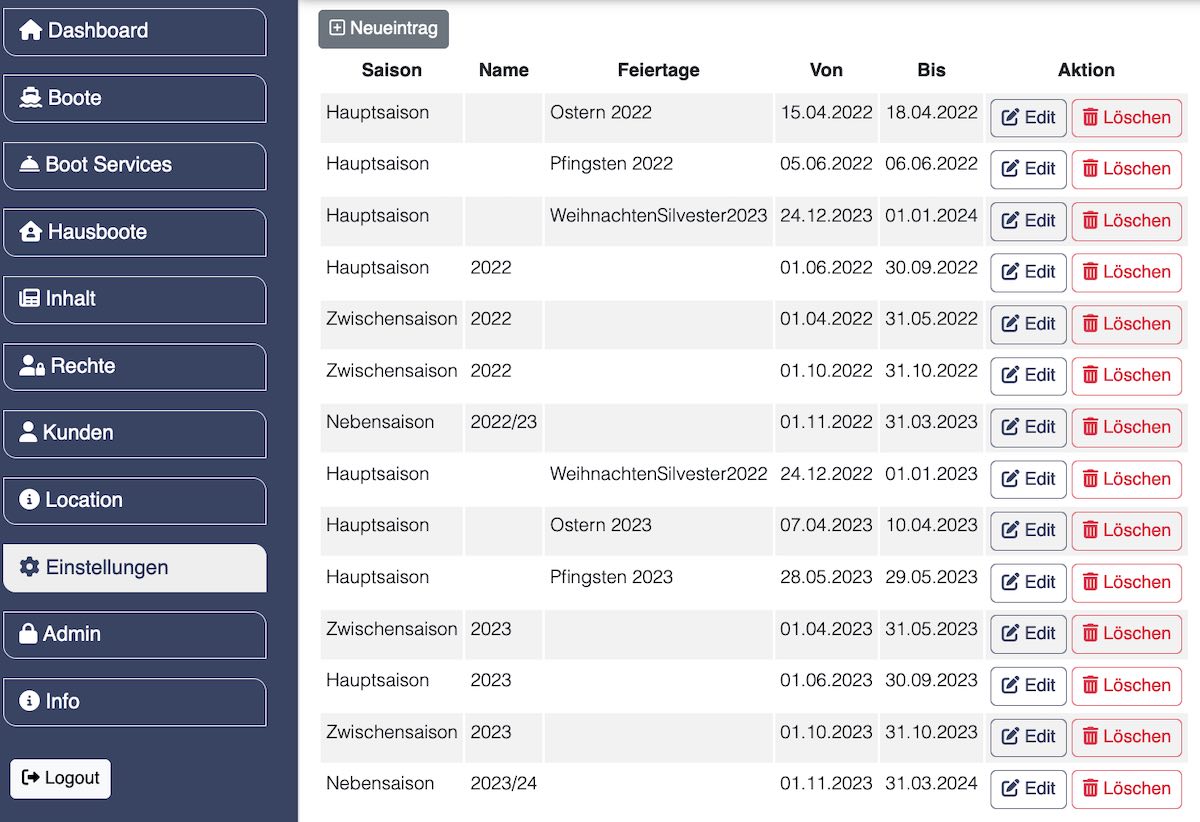 Dashboard
Boote
Boot Services
Hausboote
Inhalt
Rechte
Kunden
Location
Einstellungen
Admin
Info
Logout
Neueintrag
Saison Name Feiertage Von Bis Aktion
Hauptsaison Ostern 2022 15.04.2022 18.04.2022 Edit Löschen
Hauptsaison Pfingsten 2022 05.06.2022 06.06.2022 Edit Löschen
Hauptsaison WeihnachtenSilvester2023 24.12.2023 01.01.2024 Edit Löschen
Hauptsaison 2022 01.06.2022 30.09.2022 Edit Löschen
Zwischensaison 2022 01.04.2022 31.05.2022 Edit Löschen
Zwischensaison 2022 01.10.2022 31.10.2022 Edit Löschen
Nebensaison 2022/23 01.11.2022 31.03.2023 Edit Löschen
Hauptsaison WeihnachtenSilvester2022 24.12.2022 01.01.2023 Edit Löschen
Hauptsaison Ostern 2023 07.04.2023 10.04.2023 Edit Löschen
Hauptsaison Pfingsten 2023 28.05.2023 29.05.2023 Edit Löschen
Zwischensaison 2023 01.04.2023 31.05.2023 Edit Löschen
Hauptsaison 2023 01.06.2023 30.09.2023 Edit Löschen
Zwischensaison 2023 01.10.2023 31.10.2023 Edit Löschen
Nebensaison 2023/24 01.11.2023 31.03.2024 Edit Löschen